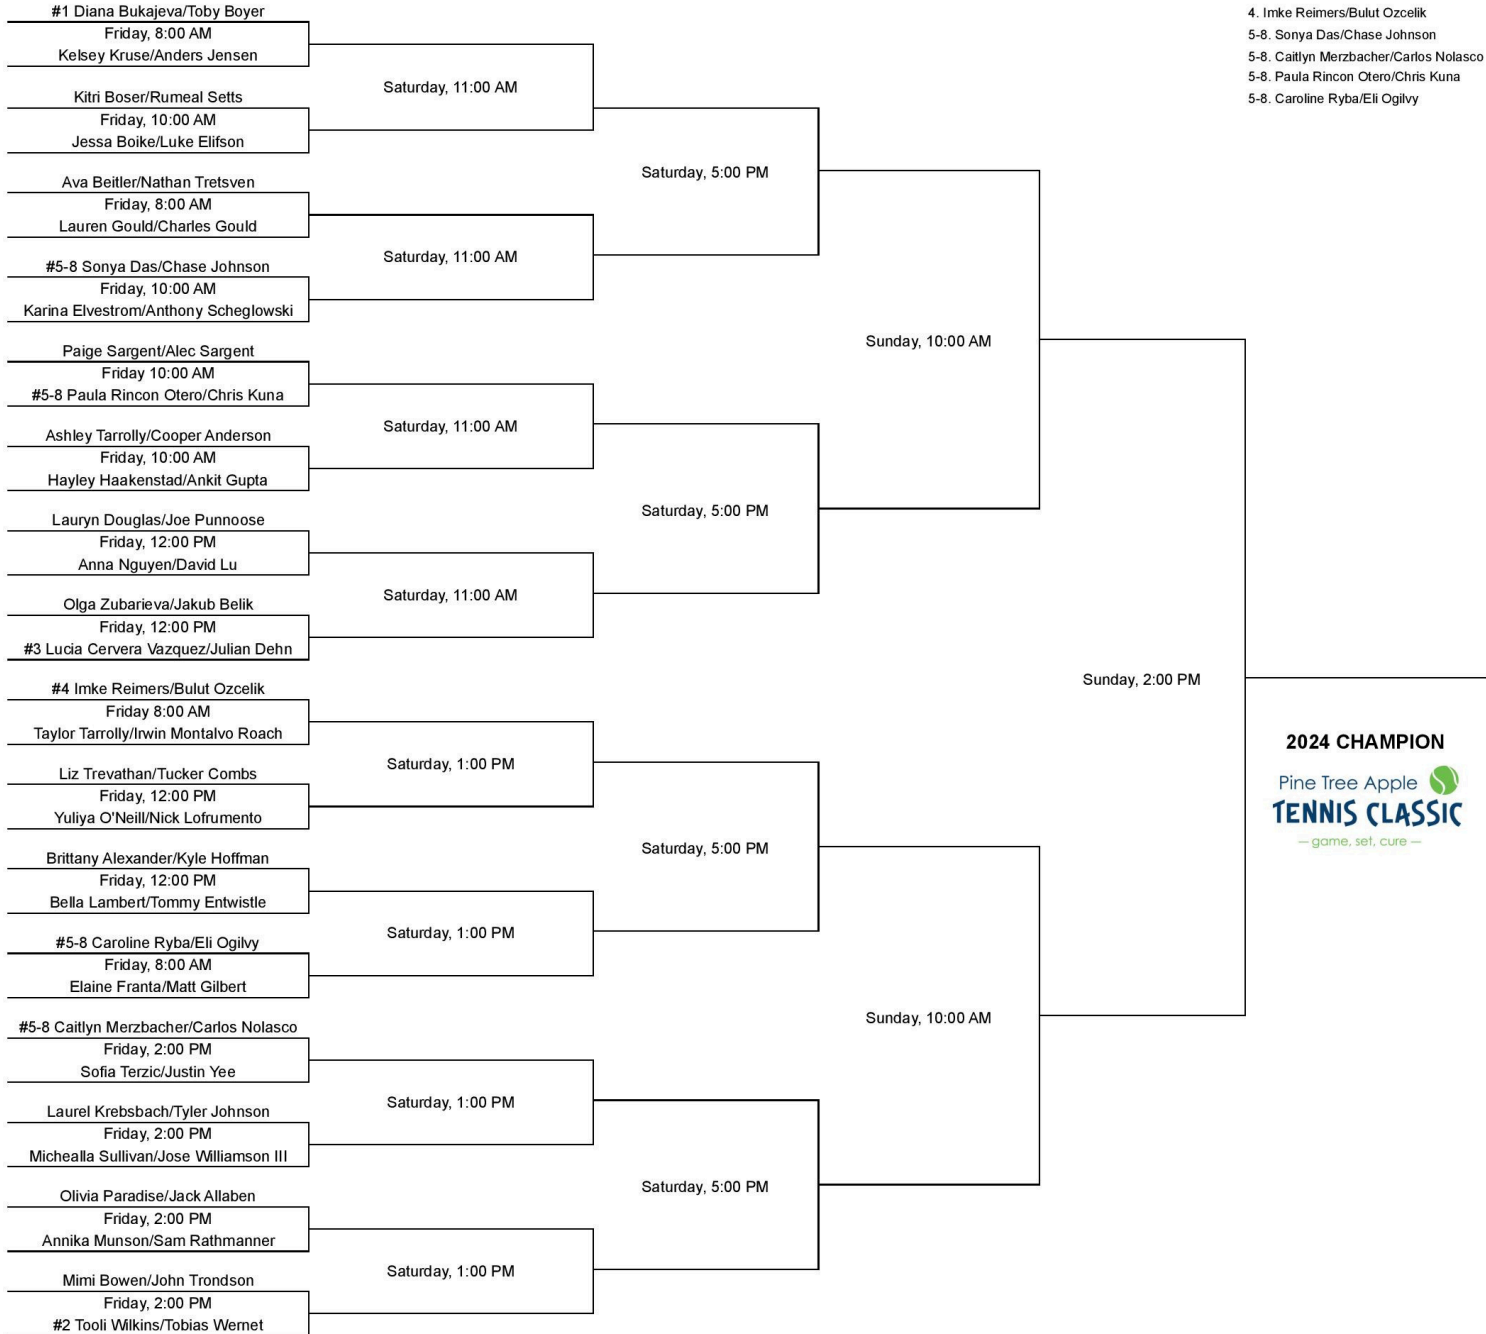 #1 Diana Bukajeva/Toby Boyer
Friday, 8:00 AM
Kelsey Kruse/Anders Jensen
Kitri Boser/Rumeal Setts
Friday, 10:00 AM
Jessa Boike/Luke Elifson
Ava Beitler/Nathan Tretsven
Friday, 8:00 AM
Lauren Gould/Charles Gould
#5-8 Sonya Das/Chase Johnson
Friday, 10:00 AM
Karina Elvestrom/Anthony Scheglowski
Paige Sargent/Alec Sargent
Friday 10:00 AM
#5-8 Paula Rincon Otero/Chris Kuna
Ashley Tarrolly/Cooper Anderson
Friday, 10:00 AM
Hayley Haakenstad/Ankit Gupta
Lauryn Douglas/Joe Punnoose
Friday, 12:00 PM
Anna Nguyen/David Lu
Olga Zubarieva/Jakub Belik
Friday, 12:00 PM
#3 Lucia Cervera Vazquez/Julian Dehn
#4 Imke Reimers/Bulut Ozcelik
Friday 8:00 AM
Taylor Tarrolly/Irwin Montalvo Roach
Liz Trevathan/Tucker Combs
Friday, 12:00 PM
Yuliya O'Neill/Nick Lofrumento
Brittany Alexander/Kyle Hoffman
Friday, 12:00 PM
Bella Lambert/Tommy Entwistle
#5-8 Caroline Ryba/Eli Ogilvy
Friday, 8:00 AM
Elaine Franta/Matt Gilbert
#5-8 Caitlyn Merzbacher/Carlos Nolasco
Friday, 2:00 PM
Sofia Terzic/Justin Yee
Laurel Krebsbach/Tyler Johnson
Friday, 2:00 PM
Michealla Sullivan/Jose Williamson III
Olivia Paradise/Jack Allaben
Friday, 2:00 PM
Annika Munson/Sam Rathmanner
Mimi Bowen/John Trondson
Friday, 2:00 PM
#2 Tooli Wilkins/Tobias Wernet
Saturday, 11:00 AM
Saturday, 11:00 AM
Saturday, 11:00 AM
Saturday, 11:00 AM
Saturday, 1:00 PM
Saturday, 1:00 PM
Saturday, 1:00 PM
Saturday, 1:00 PM
Saturday, 5:00 PM
Saturday, 5:00 PM
Saturday, 5:00 PM
Saturday, 5:00 PM
Sunday, 10:00 AM
Sunday, 10:00 AM
Sunday, 2:00 PM
4. Imke Reimers/Bulut Ozcelik
5-8. Sonya Das/Chase Johnson
5-8. Caitlyn Merzbacher/Carlos Nolasco
5-8. Paula Rincon Otero/Chris Kuna
5-8. Caroline Ryba/Eli Ogilvy
2024 CHAMPION
Pine Tree Apple
TENNIS CLASSIC
— game, set, cure —